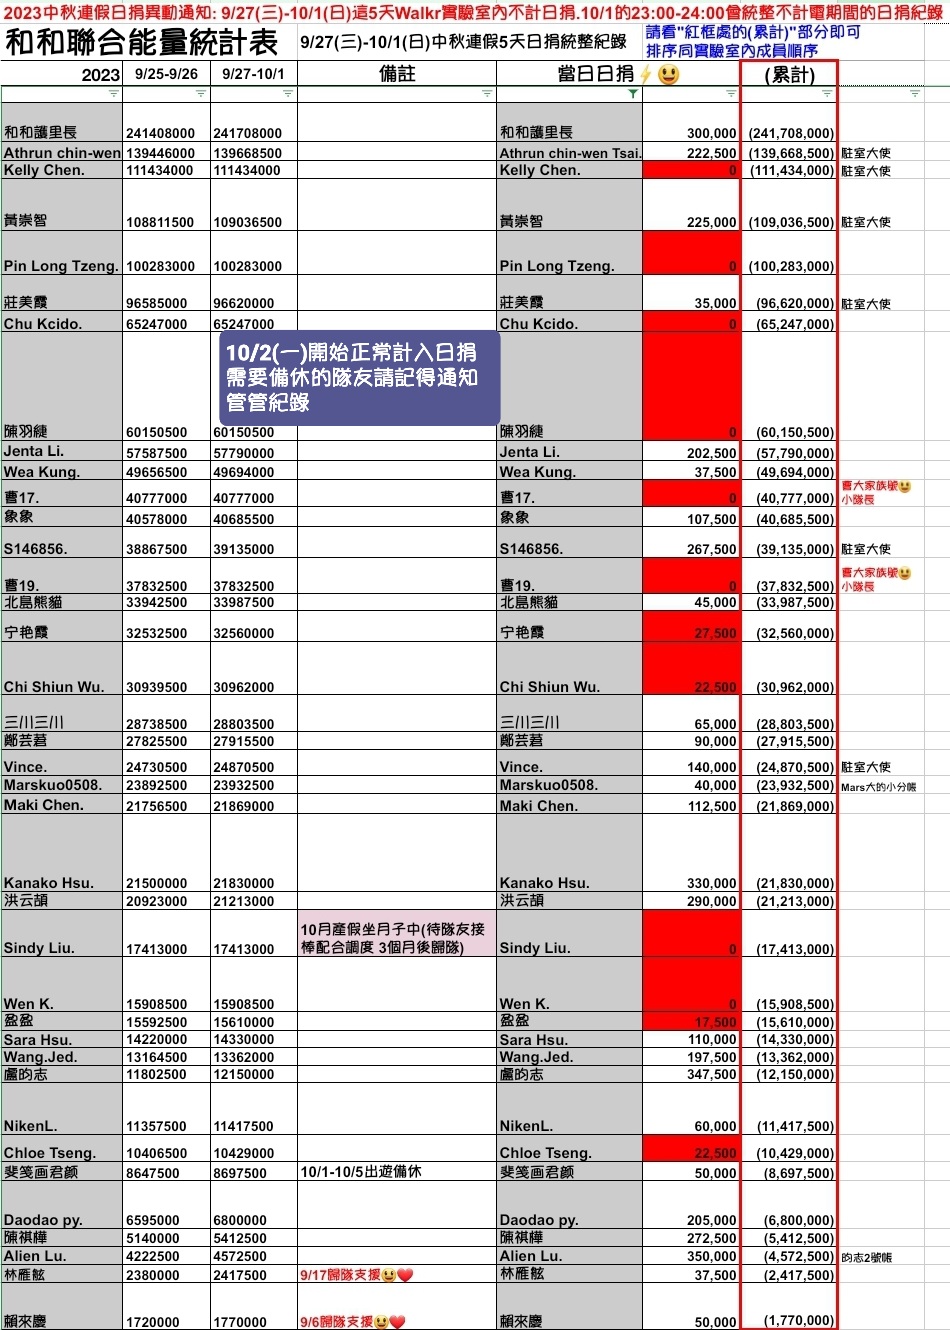 2023中秋連假日捐異動通知: 9/27(三)-10/1(日)這5天Walkr實驗室內不計日捐.10/1的23:00-24:00會統整不計電期間的日捐紀錄
和和聯合能量統計表 9/27(三)-10/1(日)中秋連假5天日捐統整紀錄 請看"紅框處的(累計)"部分即可
排序局實驗室內成員順序
2023 9/25-9/26 9/27-10/1 備註 當日日捐⚡😃 (累計)
和和護里長 241408000 241708000 和和護里長 300,000 (241,708,000)
Athrun chin-wen 139446000 139668500 Athrun chin-wen Tsai. 222,500 (139,668,500) 駐室大使
Kelly Chen. 111434000 111434000 Kelly Chen. 0 (111,434,000) 駐室大使
黃崇智 108811500 109036500 黃崇智 225,000 (109,036,500) 駐室大使
Pin Long Tzeng. 100283000 100283000 Pin Long Tzeng. 0 (100,283,000)
莊美霞 96585000 96620000 莊美霞 35,000 (96,620,000) 駐室大使
Chu Kcido. 65247000 65247000 Chu Kcido. 0 (65,247,000)
10/2(一)開始正常計入日捐
需要備休的隊友請記得通知
管管紀錄
陳羽緁 60150500 60150500 陳羽緁 0 (60,150,500)
Jenta Li. 57587500 57790000 Jenta Li. 202,500 (57,790,000)
Wea Kung. 49656500 49694000 Wea Kung. 37,500 (49,694,000)
曹17. 40777000 40777000 曹17. 0 (40,777,000) 曹大家族號😃
小隊長
象象 40578000 40685500 象象 107,500 (40,685,500)
S146856. 38867500 39135000 S146856. 267,500 (39,135,000) 駐室大使
曹19. 37832500 37832500 曹19. 0 (37,832,500) 曹大家族號😃
小隊長
北島熊貓 33942500 33987500 北島熊貓 45,000 (33,987,500)
宁艳霞 32532500 32560000 宁艳霞 27,500 (32,560,000)
Chi Shiun Wu. 30939500 30962000 Chi Shiun Wu. 22,500 (30,962,000)
三川三川 28738500 28803500 三川三川 65,000 (28,803,500)
鄭芸莙 27825500 27915500 鄭芸莙 90,000 (27,915,500)
Vince. 24730500 24870500 Vince. 140,000 (24,870,500) 駐室大使
Marskuo0508. 23892500 23932500 Marskuo0508. 40,000 (23,932,500) Mars大的小分帳
Maki Chen. 21756500 21869000 Maki Chen. 112,500 (21,869,000)
Kanako Hsu. 21500000 21830000 Kanako Hsu. 330,000 (21,830,000)
洪云頡 20923000 21213000 洪云頡 290,000 (21,213,000)
Sindy Liu. 17413000 17413000 10月產假坐月子中(待隊友接
棒配合調度 3個月後歸隊) Sindy Liu. 0 (17,413,000)
Wen K. 15908500 15908500 Wen K. 0 (15,908,500)
盈盈 15592500 15610000 盈盈 17,500 (15,610,000)
Sara Hsu. 14220000 14330000 Sara Hsu. 110,000 (14,330,000)
Wang.Jed. 13164500 13362000 Wang.Jed. 197,500 (13,362,000)
盧昀志 11802500 12150000 盧昀志 347,500 (12,150,000)
NikenL. 11357500 11417500 NikenL. 60,000 (11,417,500)
Chloe Tseng. 10406500 10429000 Chloe Tseng. 22,500 (10,429,000)
斐笺画君颜 8647500 8697500 10/1-10/5出遊備休 斐笺画君颜 50,000 (8,697,500)
Daodao py. 6595000 6800000 Daodao py. 205,000 (6,800,000)
陳祺樺 5140000 5412500 陳祺樺 272,500 (5,412,500)
Alien Lu. 4222500 4572500 Alien Lu. 350,000 (4,572,500) 昀志2號帳
林雁舷 2380000 2417500 9/17歸隊支援😃❤️ 林雁舷 37,500 (2,417,500)
賴來慶 1720000 1770000 9/6歸隊支援😃❤️ 賴來慶 50,000 (1,770,000)